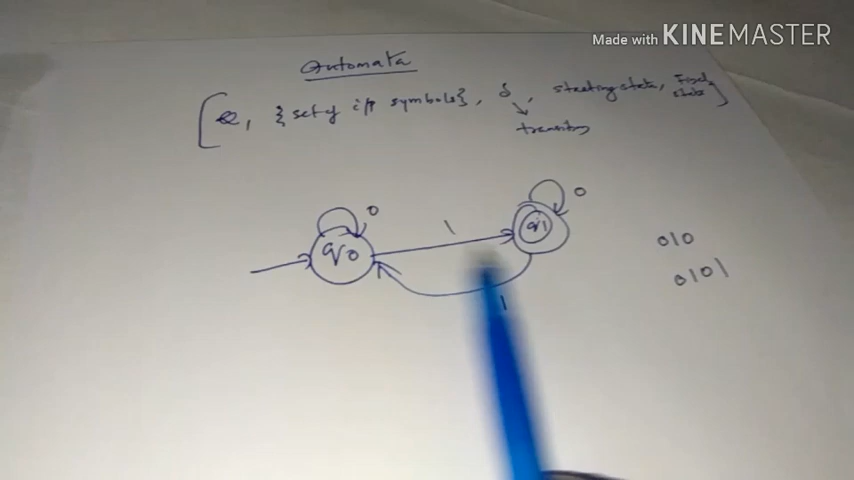 Made with KINEMASTER
Automata
[Q, {set of i/p symbols}, δ, starting state, Final
state]
transition
0
0
1
q1
q0
010
0101
1